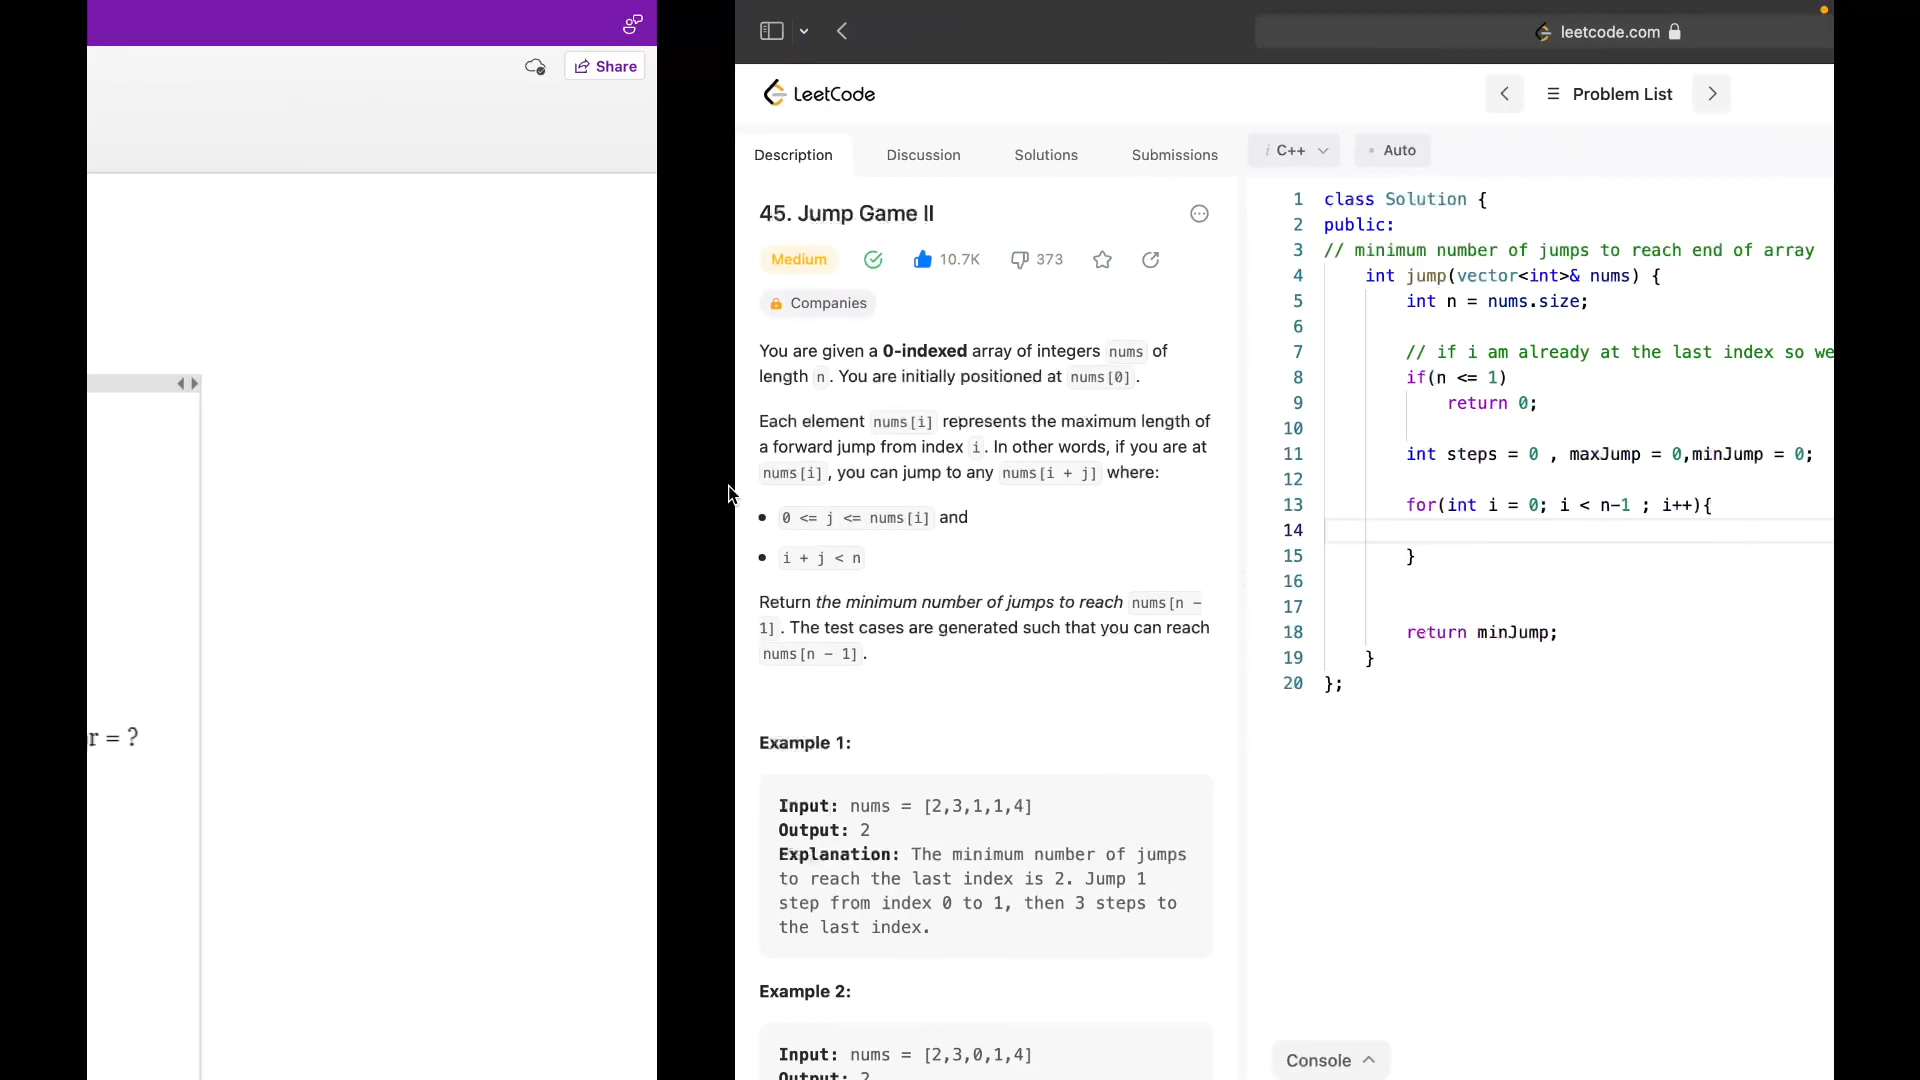 Share
r = ?
leetcode.com
LeetCode
Problem List
Description
Discussion
Solutions
Submissions
i C++
Auto
45. Jump Game II
Medium
10.7K
373
Companies
You are given a 0-indexed array of integers nums of
length n. You are initially positioned at nums[0].
Each element nums[i] represents the maximum length of
a forward jump from index i. In other words, if you are at
nums[i], you can jump to any nums[i + j] where:
• 0 <= j <= nums[i] and
• i + j < n
Return the minimum number of jumps to reach nums[n -
1]. The test cases are generated such that you can reach
nums[n - 1].
Example 1:
Input: nums = [2,3,1,1,4]
Output: 2
Explanation: The minimum number of jumps
to reach the last index is 2. Jump 1
step from index 0 to 1, then 3 steps to
the last index.
Example 2:
Input: nums = [2,3,0,1,4]
Output: 2
1 class Solution {
2 public:
3 // minimum number of jumps to reach end of array
4 int jump(vector<int>& nums) {
5 int n = nums.size;
6
7 // if i am already at the last index so we
8 if(n <= 1)
9 return 0;
10
11 int steps = 0 , maxJump = 0,minJump = 0;
12
13 for(int i = 0; i < n-1 ; i++){
14
15 }
16
17
18 return minJump;
19 }
20 };
Console